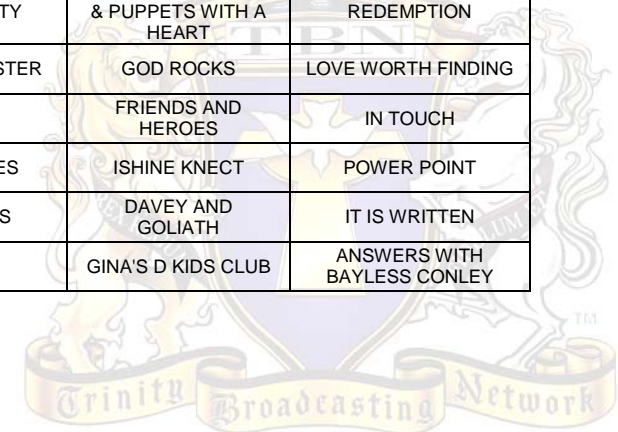 TY
& PUPPETS WITH A
HEART
REDEMPTION
STER
GOD ROCKS
LOVE WORTH FINDING
FRIENDS AND
HEROES
IN TOUCH
ES
ISHINE KNECT
POWER POINT
S
DAVEY AND
GOLIATH
IT IS WRITTEN
GINA'S D KIDS CLUB
ANSWERS WITH
BAYLESS CONLEY
TBN
TM
Trinity Broadcasting Network